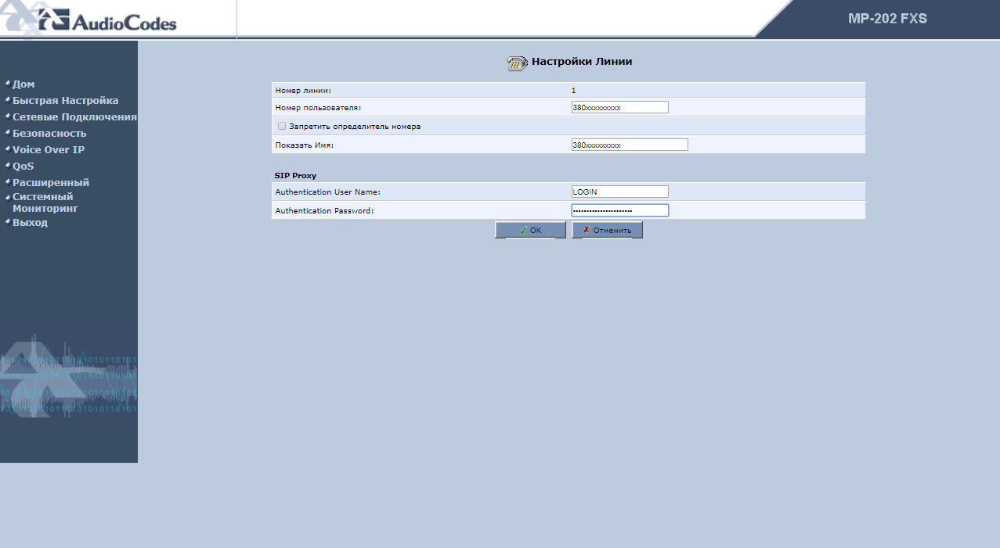 AudioCodes
MP-202 FXS
Дом
Быстрая Настройка
Сетевые Подключения
Безопасность
Voice Over IP
QoS
Расширенный
Системный
Мониторинг
Выход
Настройки Линии
Номер линии: 1
Номер пользователя: 380xxxxxxxxx
Запретить определитель номера
Показать Имя: 380xxxxxxxxx
SIP Proxy
Authentication User Name: LOGIN
Authentication Password: ••••••••••••••••••••••
OK Отменить